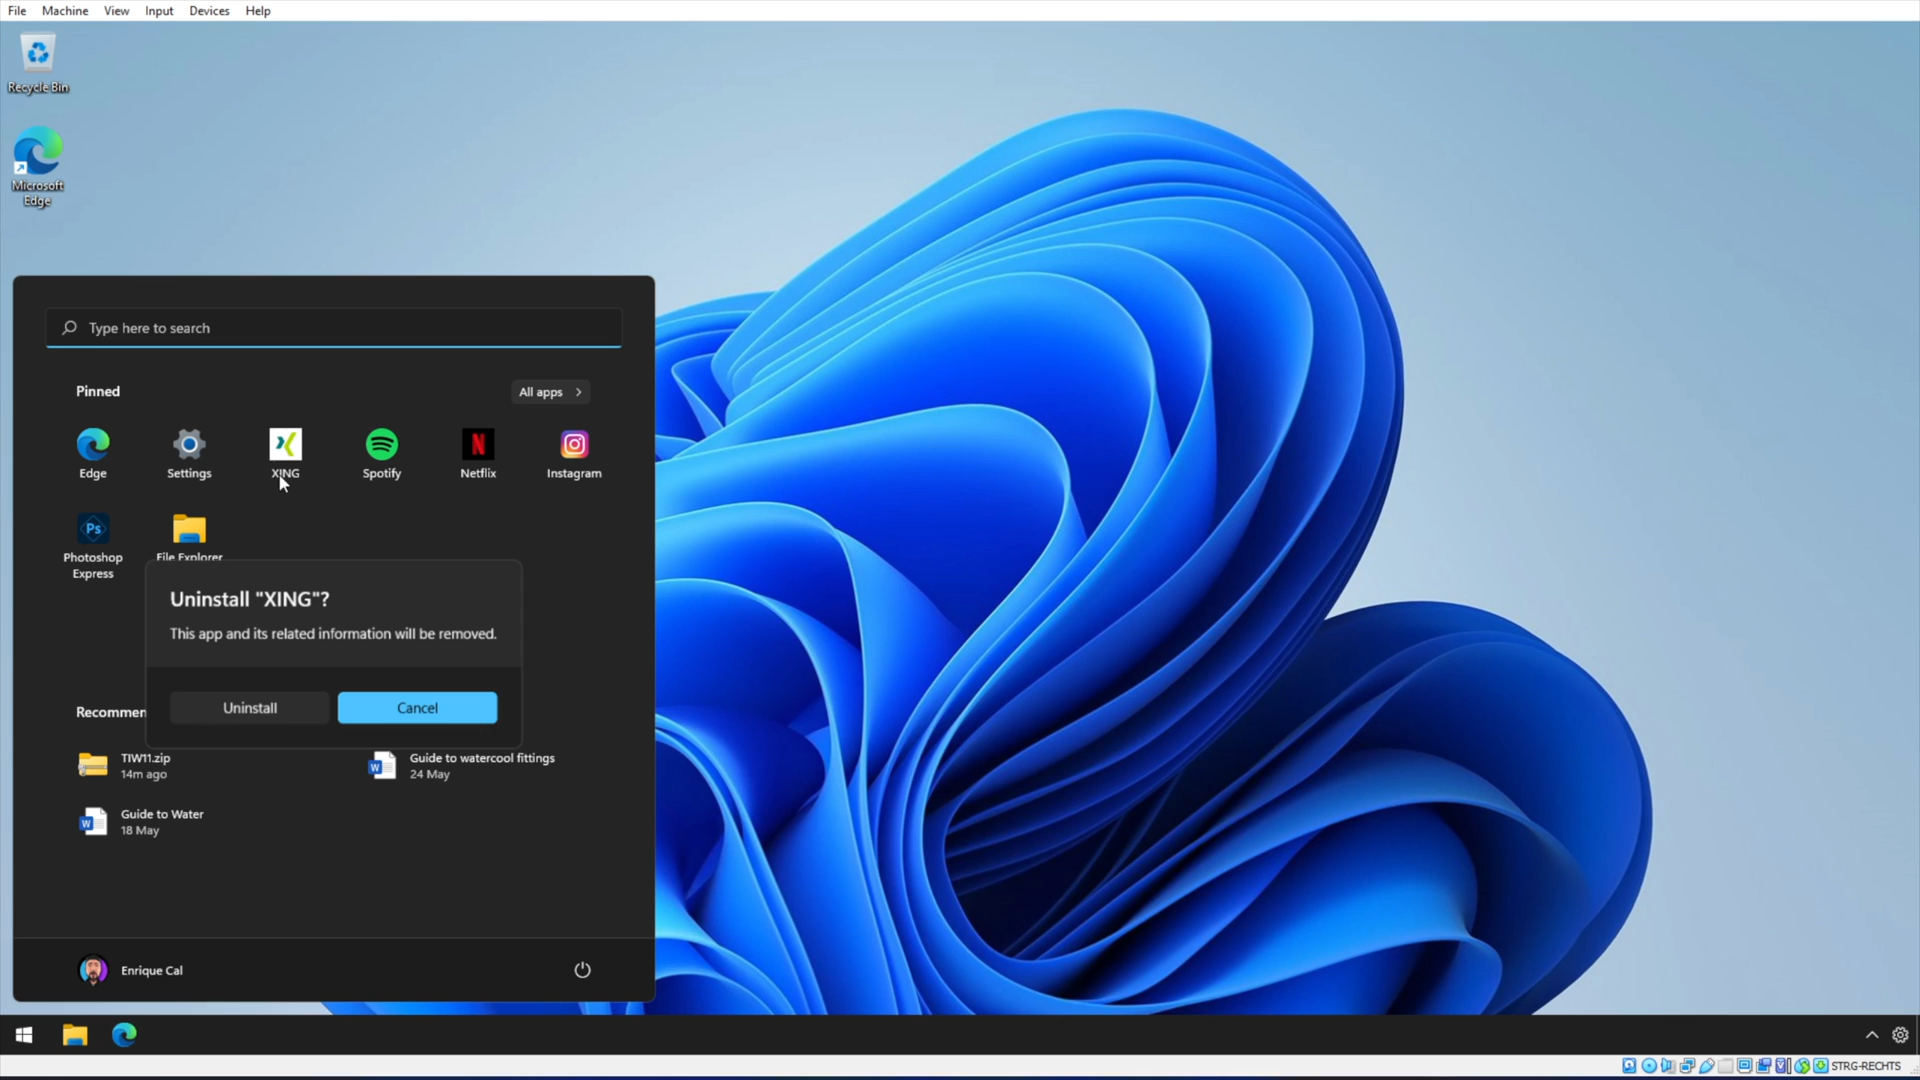 File Machine View Input Devices Help
Recycle Bin
Microsoft
Edge
Type here to search
Pinned
All apps
Edge
Settings
XING
Spotify
Netflix
Instagram
Ps
Photoshop
Express
File Explorer
Uninstall "XING"?
This app and its related information will be removed.
Uninstall
Cancel
Recommen
TIW11.zip
14m ago
Guide to watercool fittings
24 May
Guide to Water
18 May
Enrique Cal
STRG-RECHTS